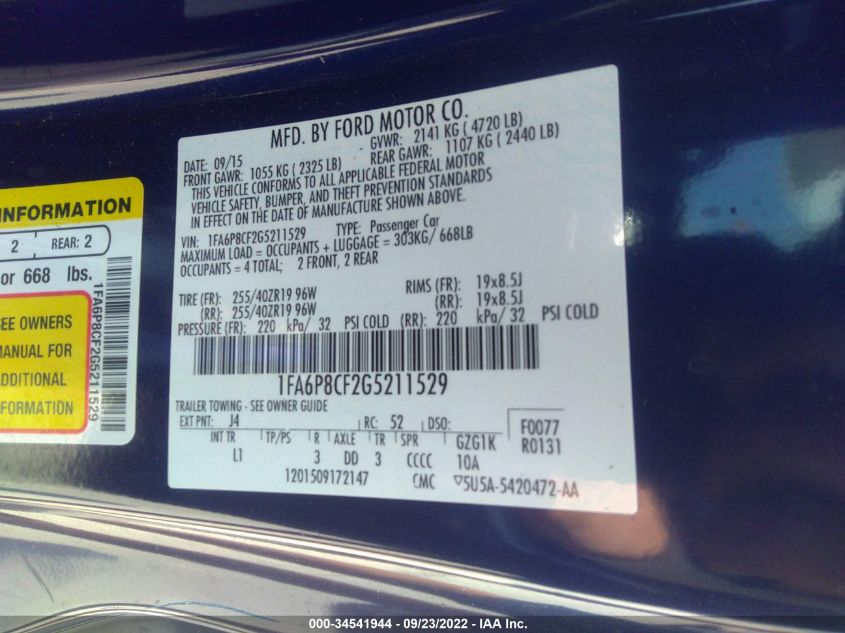 MFD. BY FORD MOTOR CO.
DATE: 09/15 GVWR: 2141 KG ( 4720 LB)
FRONT GAWR: 1055 KG ( 2325 LB) REAR GAWR: 1107 KG ( 2440 LB)
THIS VEHICLE CONFORMS TO ALL APPLICABLE FEDERAL MOTOR
VEHICLE SAFETY, BUMPER, AND THEFT PREVENTION STANDARDS
IN EFFECT ON THE DATE OF MANUFACTURE SHOWN ABOVE.
VIN: 1FA6P8CF2G5211529 TYPE: Passenger Car
MAXIMUM LOAD = OCCUPANTS + LUGGAGE = 303KG/ 668LB
OCCUPANTS = 4 TOTAL; 2 FRONT, 2 REAR
TIRE (FR): 255/40ZR19 96W RIMS (FR): 19x8.5J
(RR): 255/40ZR19 96W (RR): 19x8.5J
PRESSURE (FR): 220 kPa/ 32 PSI COLD (RR): 220 kPa/ 32 PSI COLD
1FA6P8CF2G5211529
TRAILER TOWING - SEE OWNER GUIDE
EXT PNT: J4 RC: 52 DSO: F0077
R0131
INT TR TP/PS R AXLE TR SPR GZG1K
L1 3 DD 3 CCCC 10A
1201509172147 CMC 5U5A-5420472-AA
INFORMATION
2 REAR: 2
or 668 lbs.
SEE OWNERS
MANUAL FOR
ADDITIONAL
INFORMATION
1FA6P8CF2G5211529
000-34541944 - 09/23/2022 - IAA Inc.